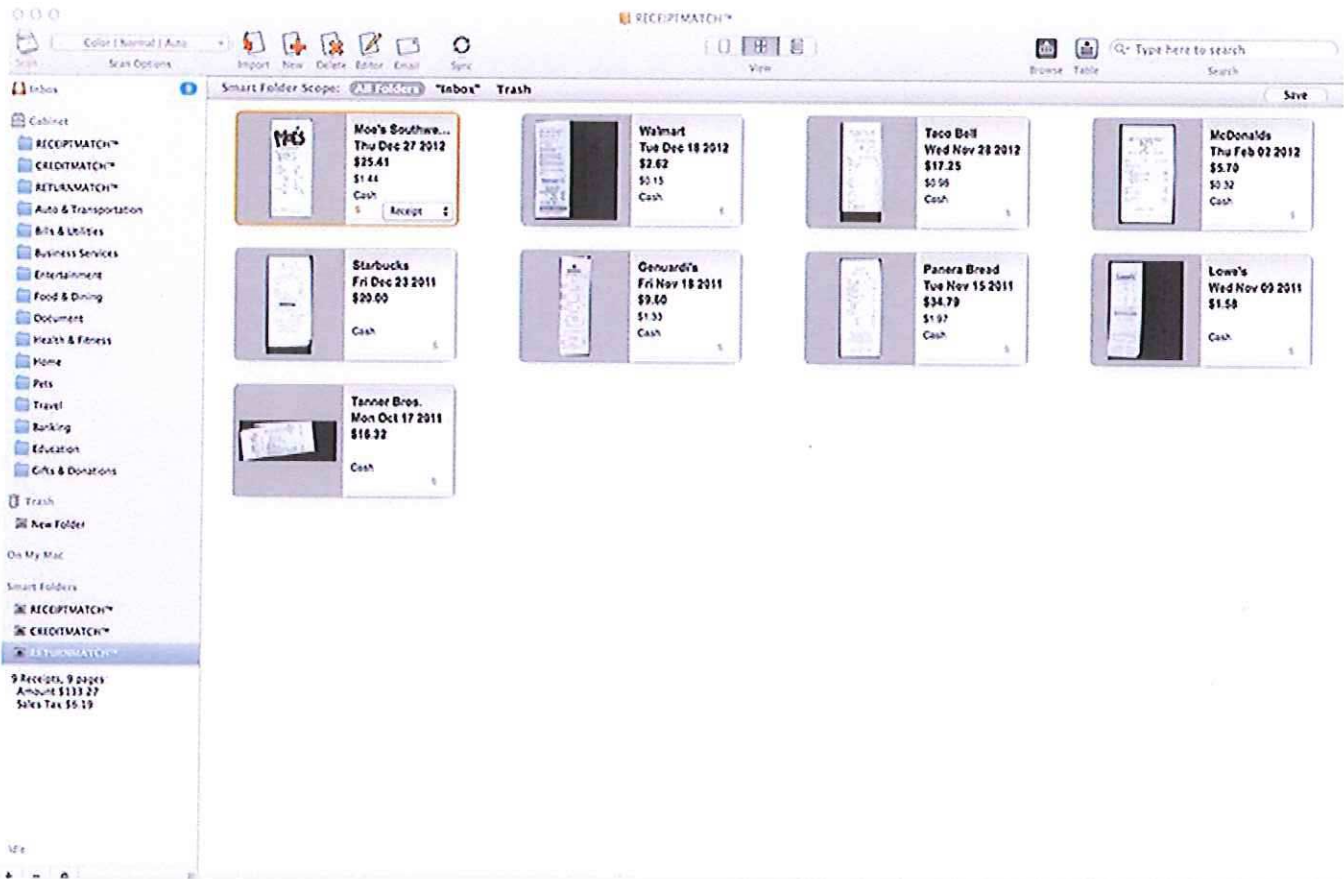 RECEIPTMATCH™
Scan
Color | Normal | Auto
Scan Options
Import
New
Delete
Editor
Email
Sync
View
Browse
Table
Type here to search
Search
Inbox
Smart Folder Scope: All Folders "Inbox" Trash
Save
Cabinet
RECEIPTMATCH™
CREDITMATCH™
RETURNMATCH™
Auto & Transportation
Bills & Utilities
Business Services
Entertainment
Food & Dining
Document
Health & Fitness
Home
Pets
Travel
Banking
Education
Gifts & Donations
Trash
New Folder
On My Mac
Smart Folders
RECEIPTMATCH™
CREDITMATCH™
RETURNMATCH™
9 Receipts, 9 pages
Amount $133.27
Sales Tax $6.19
Idle
MOE'S
Moe's Southwe...
Thu Dec 27 2012
$25.41
$1.44
Cash
$
Receipt
Walmart
Tue Dec 18 2012
$2.62
$0.15
Cash
$
Taco Bell
Wed Nov 28 2012
$17.25
$0.98
Cash
$
McDonalds
Thu Feb 02 2012
$5.70
$0.32
Cash
$
Starbucks
Fri Dec 23 2011
$20.00
Cash
$
Genuardi's
Fri Nov 18 2011
$9.60
$1.33
Cash
$
Panera Bread
Tue Nov 15 2011
$34.79
$1.97
Cash
$
Lowe's
Wed Nov 09 2011
$1.58
Cash
$
Tanner Bros.
Mon Oct 17 2011
$16.32
Cash
$